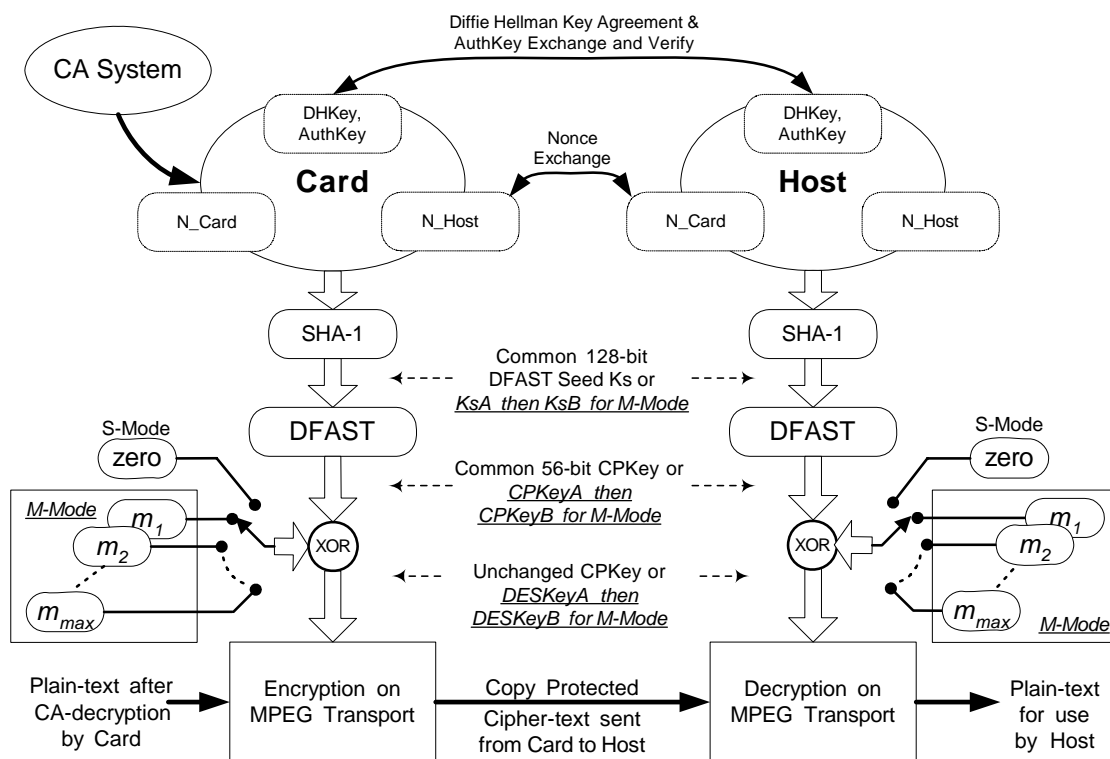 Diffie Hellman Key Agreement &
AuthKey Exchange and Verify
CA System
DHKey,
AuthKey
DHKey,
AuthKey
Nonce
Exchange
Card
Host
N_Card
N_Host
N_Card
N_Host
SHA-1
SHA-1
Common 128-bit
DFAST Seed Ks or
KsA then KsB for M-Mode
DFAST
DFAST
S-Mode
zero
S-Mode
zero
Common 56-bit CPKey or
CPKeyA then
CPKeyB for M-Mode
M-Mode
m1
m2
mmax
XOR
XOR
m1
m2
mmax
M-Mode
Unchanged CPKey or
DESKeyA then
DESKeyB for M-Mode
Plain-text after
CA-decryption
by Card
Encryption on
MPEG Transport
Copy Protected
Cipher-text sent
from Card to Host
Decryption on
MPEG Transport
Plain-text
for use
by Host